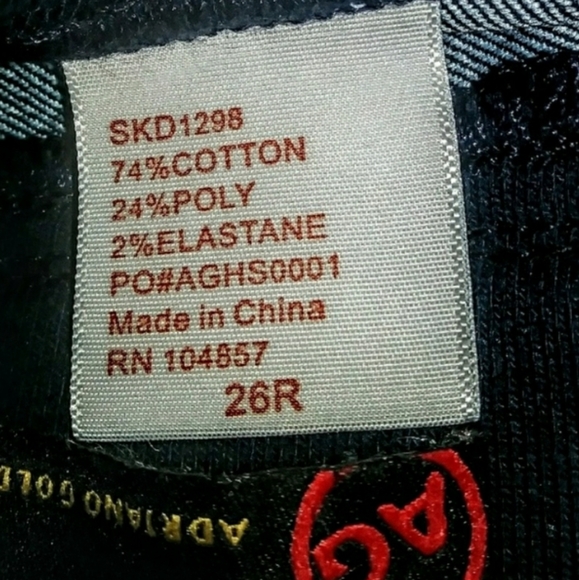 SKD1298
74%COTTON
24%POLY
2%ELASTANE
PO#AGHS0001
Made in China
RN 104857
26R
ADRIANO GOLD
AG